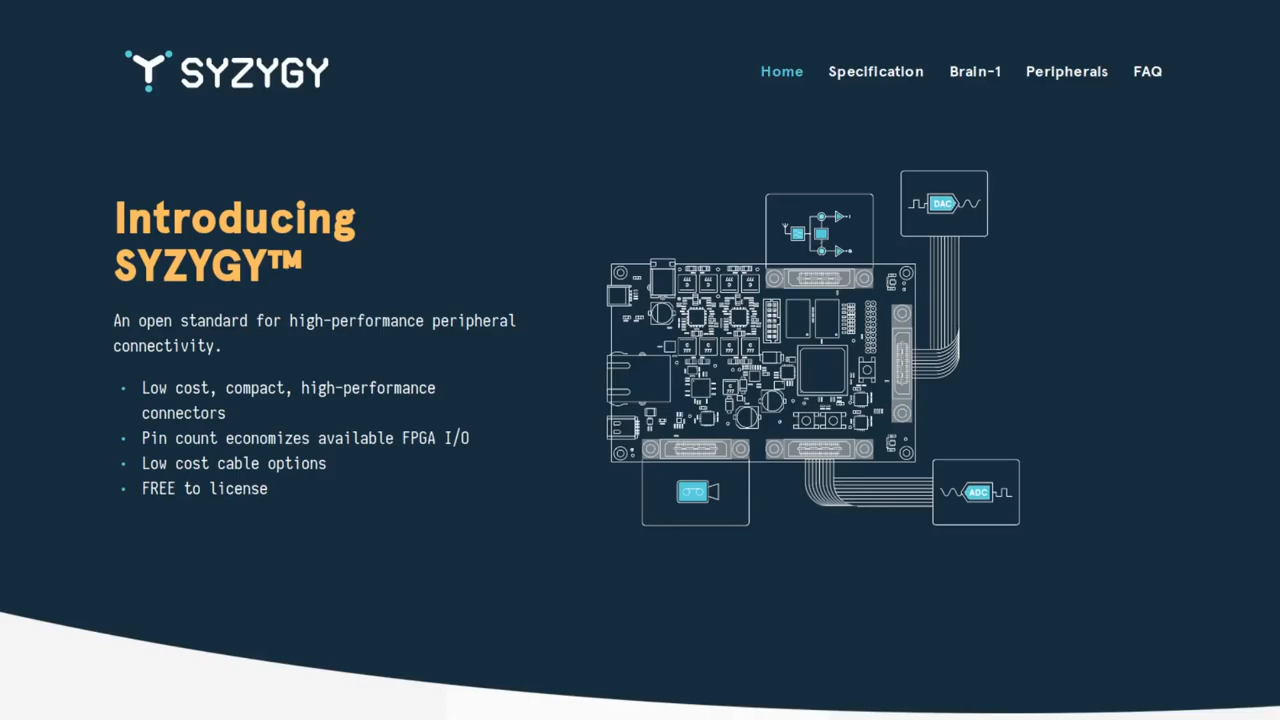 SYZYGY
Home Specification Brain-1 Peripherals FAQ
Introducing
SYZYGY™
An open standard for high-performance peripheral
connectivity.
Low cost, compact, high-performance
connectors
Pin count economizes available FPGA I/O
Low cost cable options
FREE to license
DAC
ADC